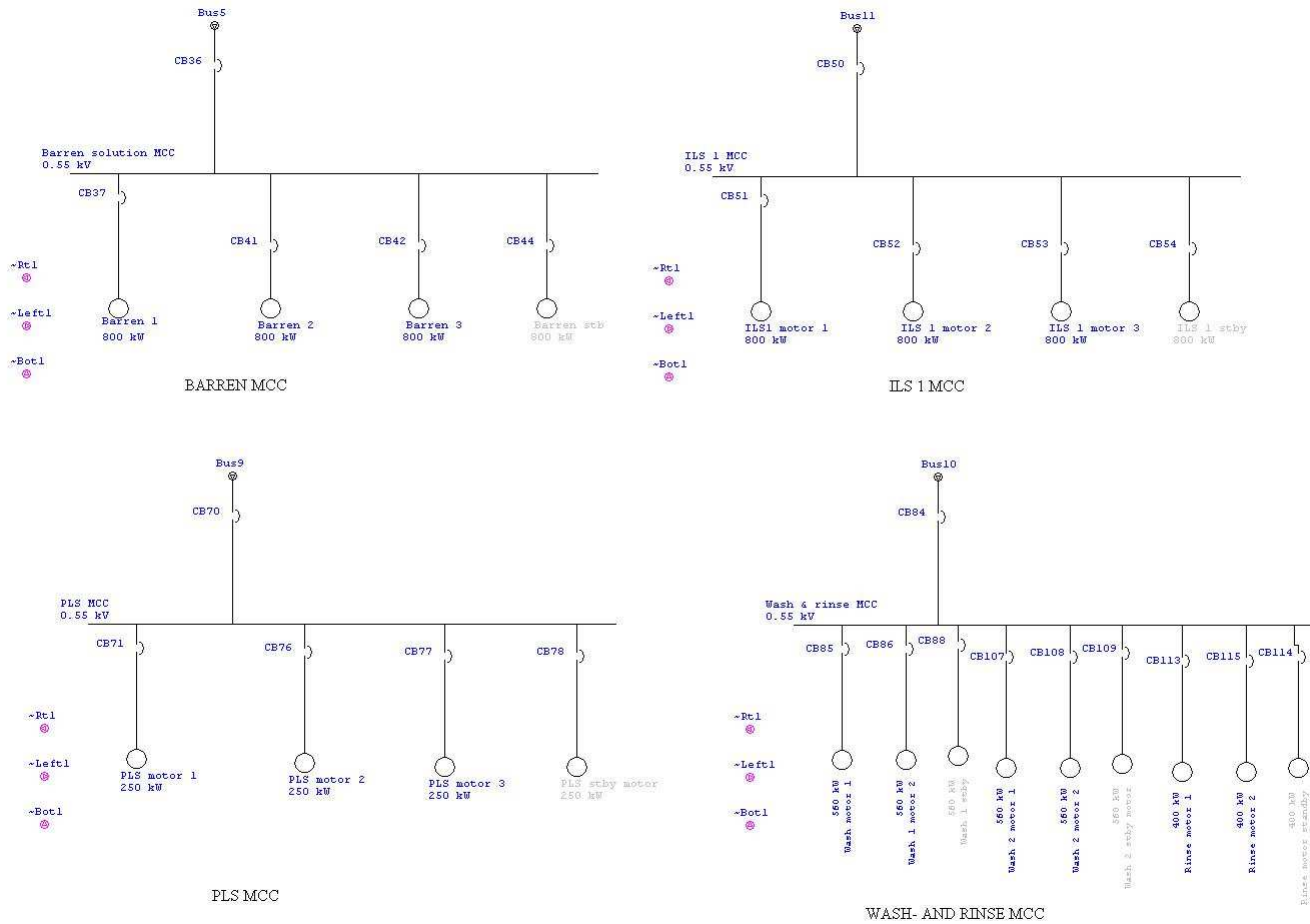 Bus5
CB36
Barren solution MCC
0.55 kV
CB37
CB41
CB42
CB44
~Rt1
~Left1
~Bot1
Barren 1
800 kW
Barren 2
800 kW
Barren 3
800 kW
Barren stb
800 kW
BARREN MCC
Bus11
CB50
ILS 1 MCC
0.55 kV
CB51
CB52
CB53
CB54
~Rt1
~Left1
~Bot1
ILS1 motor 1
800 kW
ILS 1 motor 2
800 kW
ILS 1 motor 3
800 kW
ILS 1 stby
800 kW
ILS 1 MCC
Bus9
CB70
PLS MCC
0.55 kV
CB71
CB76
CB77
CB78
~Rt1
~Left1
~Bot1
PLS motor 1
250 kW
PLS motor 2
250 kW
PLS motor 3
250 kW
PLS stby motor
250 kW
PLS MCC
Bus10
CB84
Wash & rinse MCC
0.55 kV
CB85
CB86
CB88
CB107
CB108
CB109
CB113
CB115
CB114
~Rt1
~Left1
~Bot1
560 kW
Wash motor 1
560 kW
Wash 1 motor 2
560 kW
Wash 1 stby
560 kW
Wash 2 motor 1
560 kW
Wash 2 motor 2
560 kW
Wash 2 stby motor
400 kW
Rinse motor 1
400 kW
Rinse motor 2
400 kW
Rinse motor standby
WASH- AND RINSE MCC